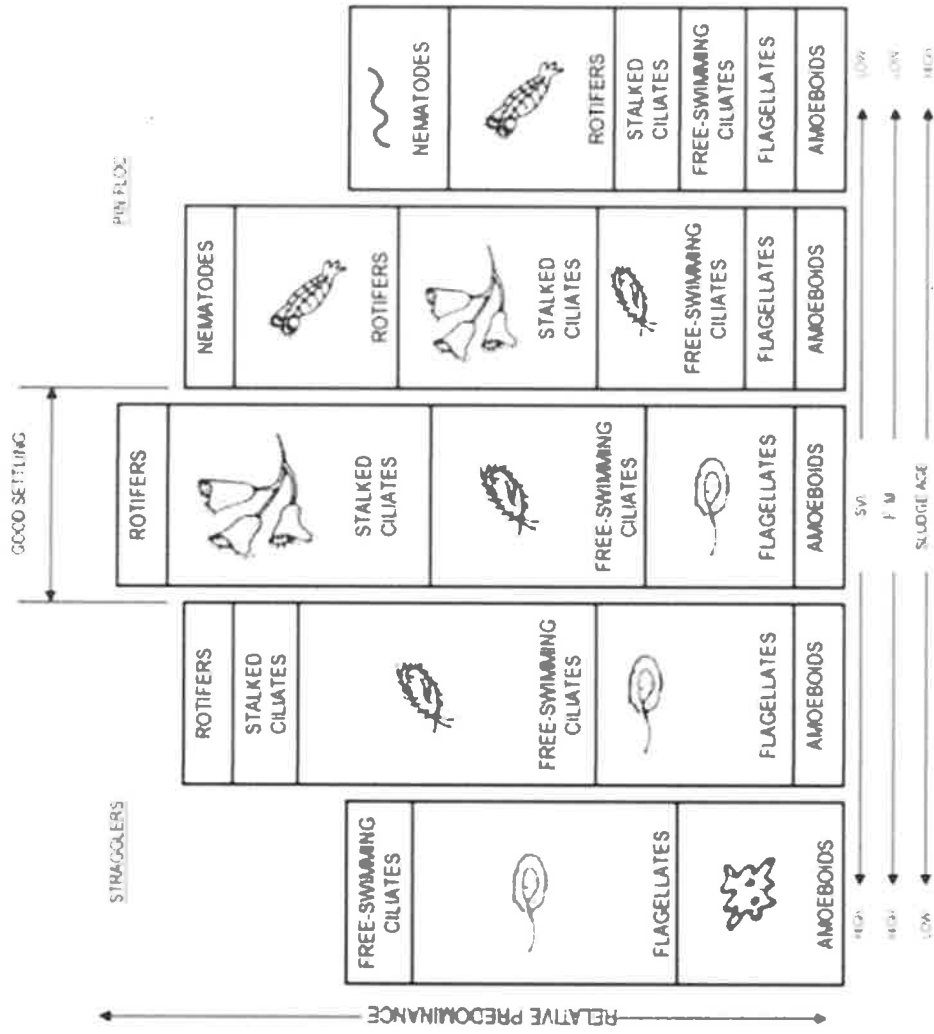 GOOD SETTLING
STRAGGLERS
PIN FLOC
RELATIVE PREDOMINANCE
FREE-SWIMMING
CILIATES
FLAGELLATES
AMOEBOIDS
ROTIFERS
STALKED
CILIATES
FREE-SWIMMING
CILIATES
FLAGELLATES
AMOEBOIDS
ROTIFERS
STALKED
CILIATES
FREE-SWIMMING
CILIATES
FLAGELLATES
AMOEBOIDS
NEMATODES
ROTIFERS
STALKED
CILIATES
FREE-SWIMMING
CILIATES
FLAGELLATES
AMOEBOIDS
NEMATODES
ROTIFERS
STALKED
CILIATES
FREE-SWIMMING
CILIATES
FLAGELLATES
AMOEBOIDS
HIGH SVI LOW
HIGH F/M LOW
LOW SLUDGE AGE HIGH